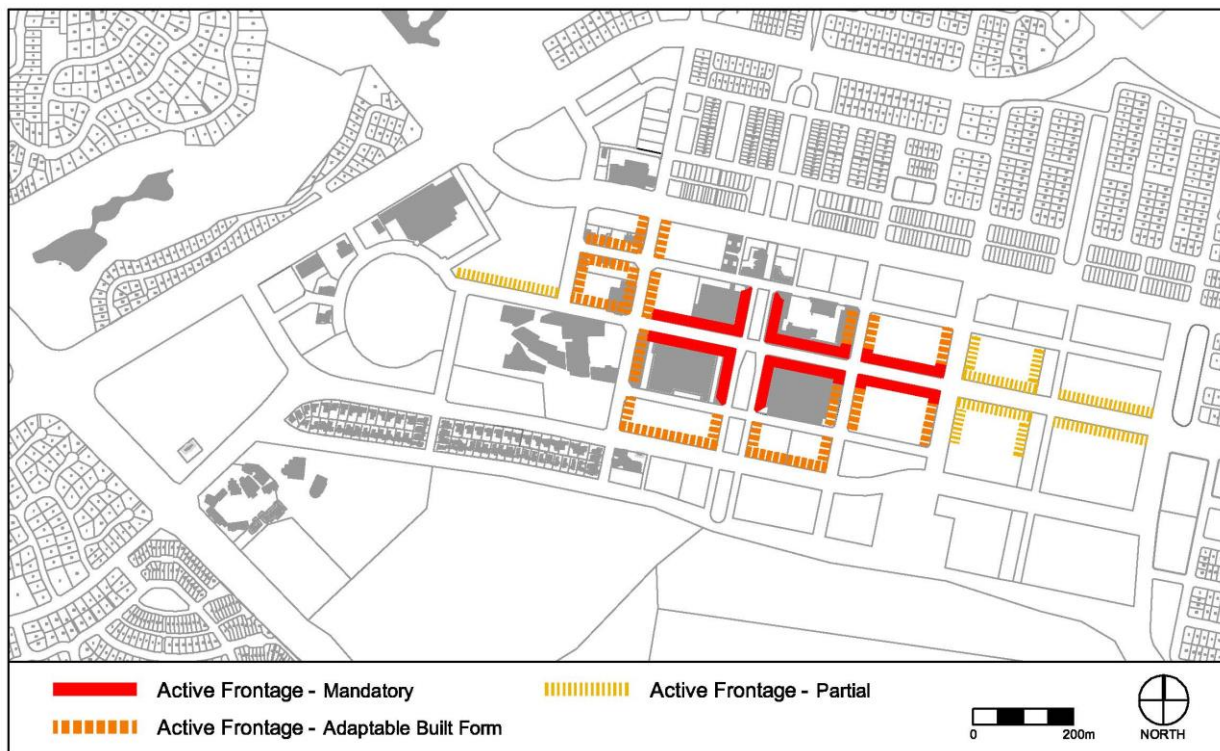 Active Frontage - Mandatory
Active Frontage - Partial
Active Frontage - Adaptable Built Form
0 200m
NORTH